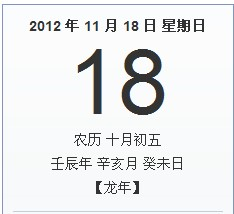 2012 年 11 月 18 日 星期日
18
农历 十月初五
壬辰年 辛亥月 癸未日
【龙年】